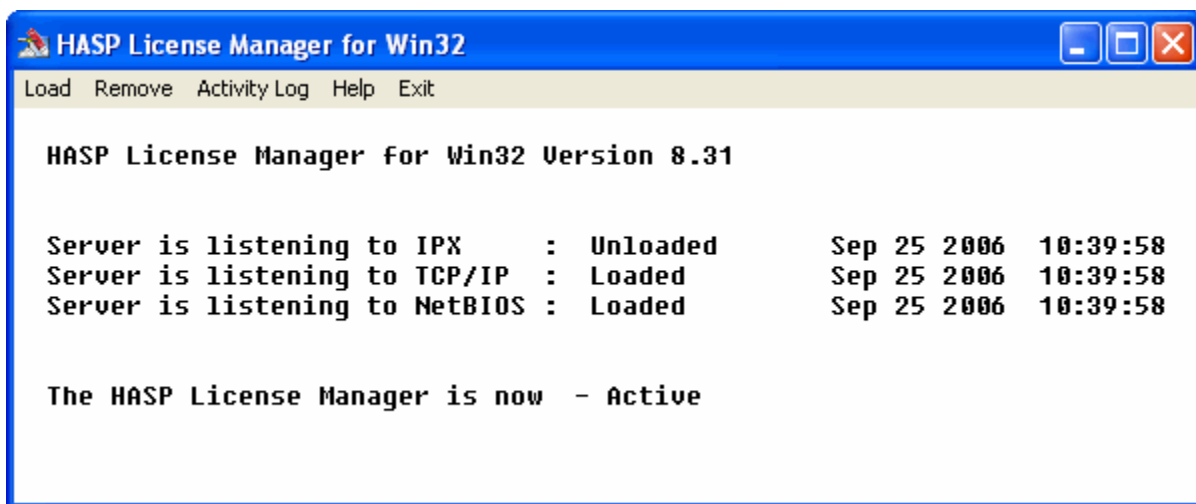 HASP License Manager for Win32
Load Remove Activity Log Help Exit
HASP License Manager for Win32 Version 8.31
Server is listening to IPX : Unloaded Sep 25 2006 10:39:58
Server is listening to TCP/IP : Loaded Sep 25 2006 10:39:58
Server is listening to NetBIOS : Loaded Sep 25 2006 10:39:58
The HASP License Manager is now - Active